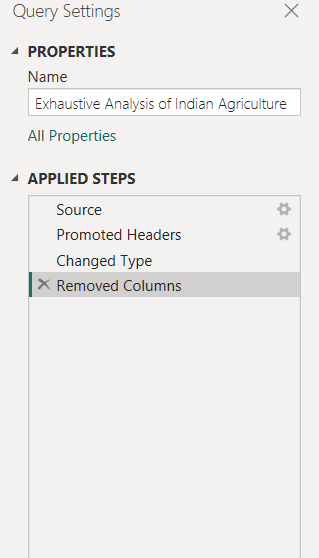 Query Settings
PROPERTIES
Name
Exhaustive Analysis of Indian Agriculture
All Properties
APPLIED STEPS
Source
Promoted Headers
Changed Type
Removed Columns